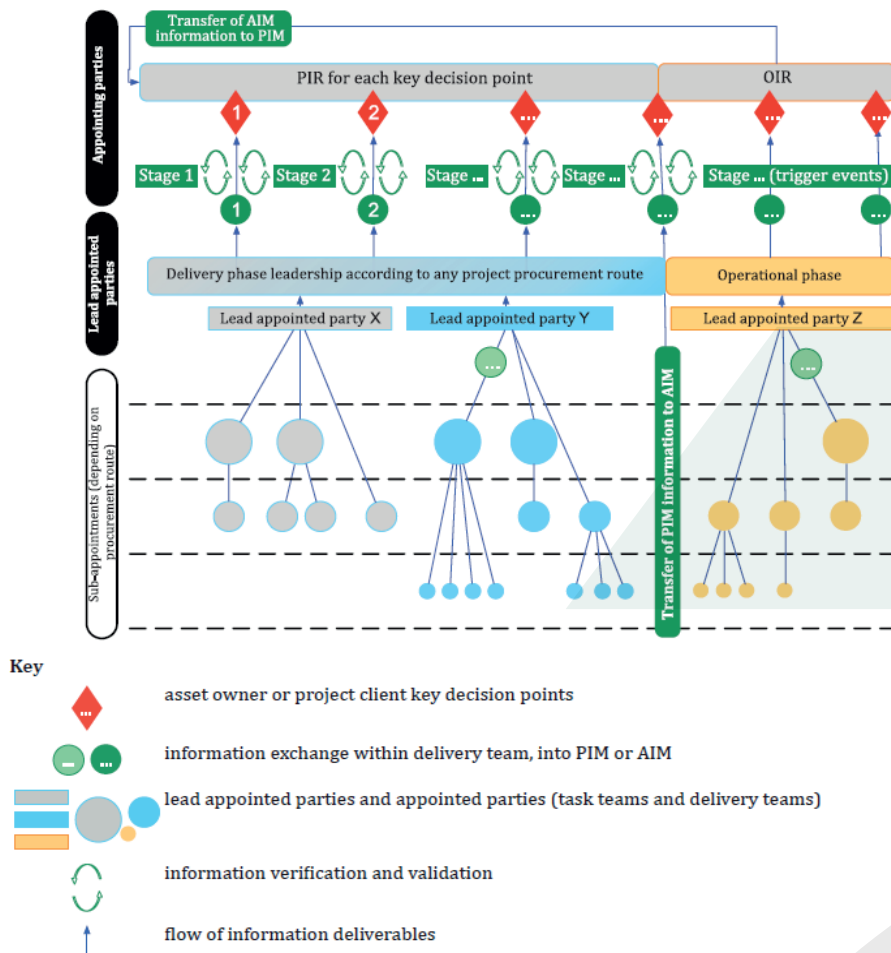 Transfer of AIM
information to PIM
Appointing parties
PIR for each key decision point
OIR
1
2
...
...
...
...
Stage 1
Stage 2
Stage ...
Stage ...
Stage ... (trigger events)
1
2
...
...
...
Lead appointed
parties
Delivery phase leadership according to any project procurement route
Operational phase
Lead appointed party X
Lead appointed party Y
Lead appointed party Z
...
...
Sub-appointments (depending on
procurement route)
Transfer of PIM information to AIM
Key
...
asset owner or project client key decision points
...
...
information exchange within delivery team, into PIM or AIM
lead appointed parties and appointed parties (task teams and delivery teams)
information verification and validation
flow of information deliverables